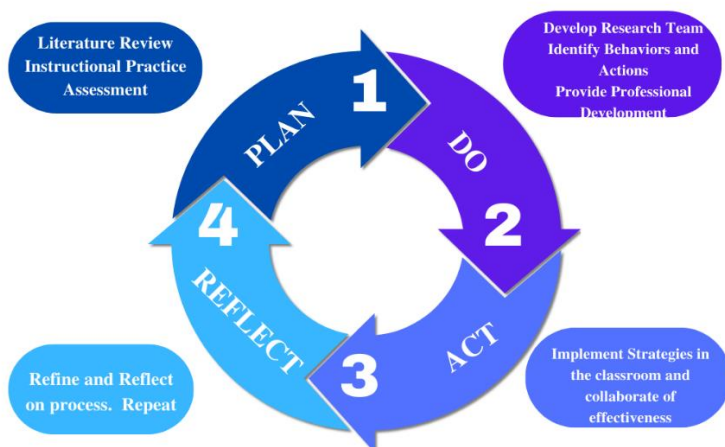 Literature Review
Instructional Practice
Assessment
1
PLAN
Develop Research Team
Identify Behaviors and
Actions
Provide Professional
Development
DO
2
4
REFLECT
3
ACT
Refine and Reflect
on process. Repeat
Implement Strategies in
the classroom and
collaborate of
effectiveness